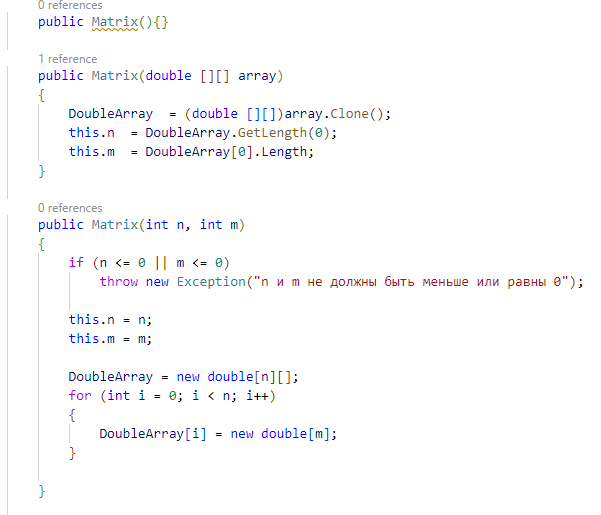 0 references
public Matrix(){}
1 reference
public Matrix(double [][] array)
{
DoubleArray  = (double [][])array.Clone();
this.n  = DoubleArray.GetLength(0);
this.m  = DoubleArray[0].Length;
}
0 references
public Matrix(int n, int m)
{
if (n <= 0 || m <= 0)
throw new Exception("n и m не должны быть меньше или равны 0");
this.n = n;
this.m = m;
DoubleArray = new double[n][];
for (int i = 0; i < n; i++)
{
DoubleArray[i] = new double[m];
}
}